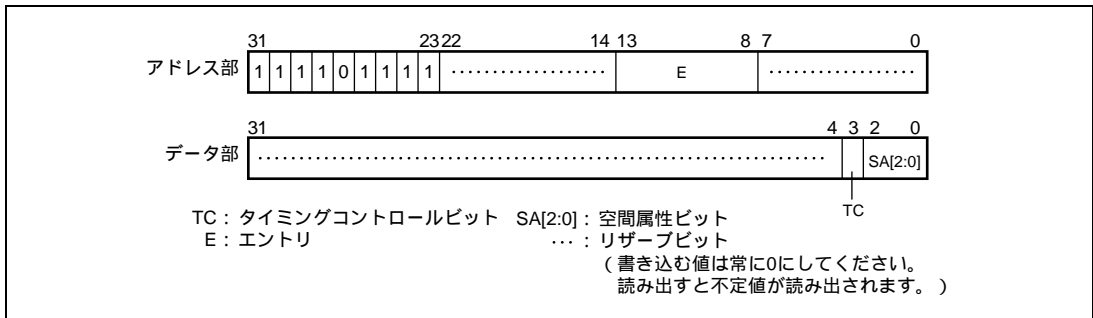 31 23 22 14 13 8 7 0
アドレス部 1 1 1 1 0 1 1 1 1 ………………… E …………………
31 4 3 2 0
データ部 ………………………………………………………… SA[2:0]
TC
TC： タイミングコントロールビット SA[2:0]： 空間属性ビット
E： エントリ …： リザーブビット
（書き込む値は常に0にしてください。
読み出すと不定値が読み出されます。）